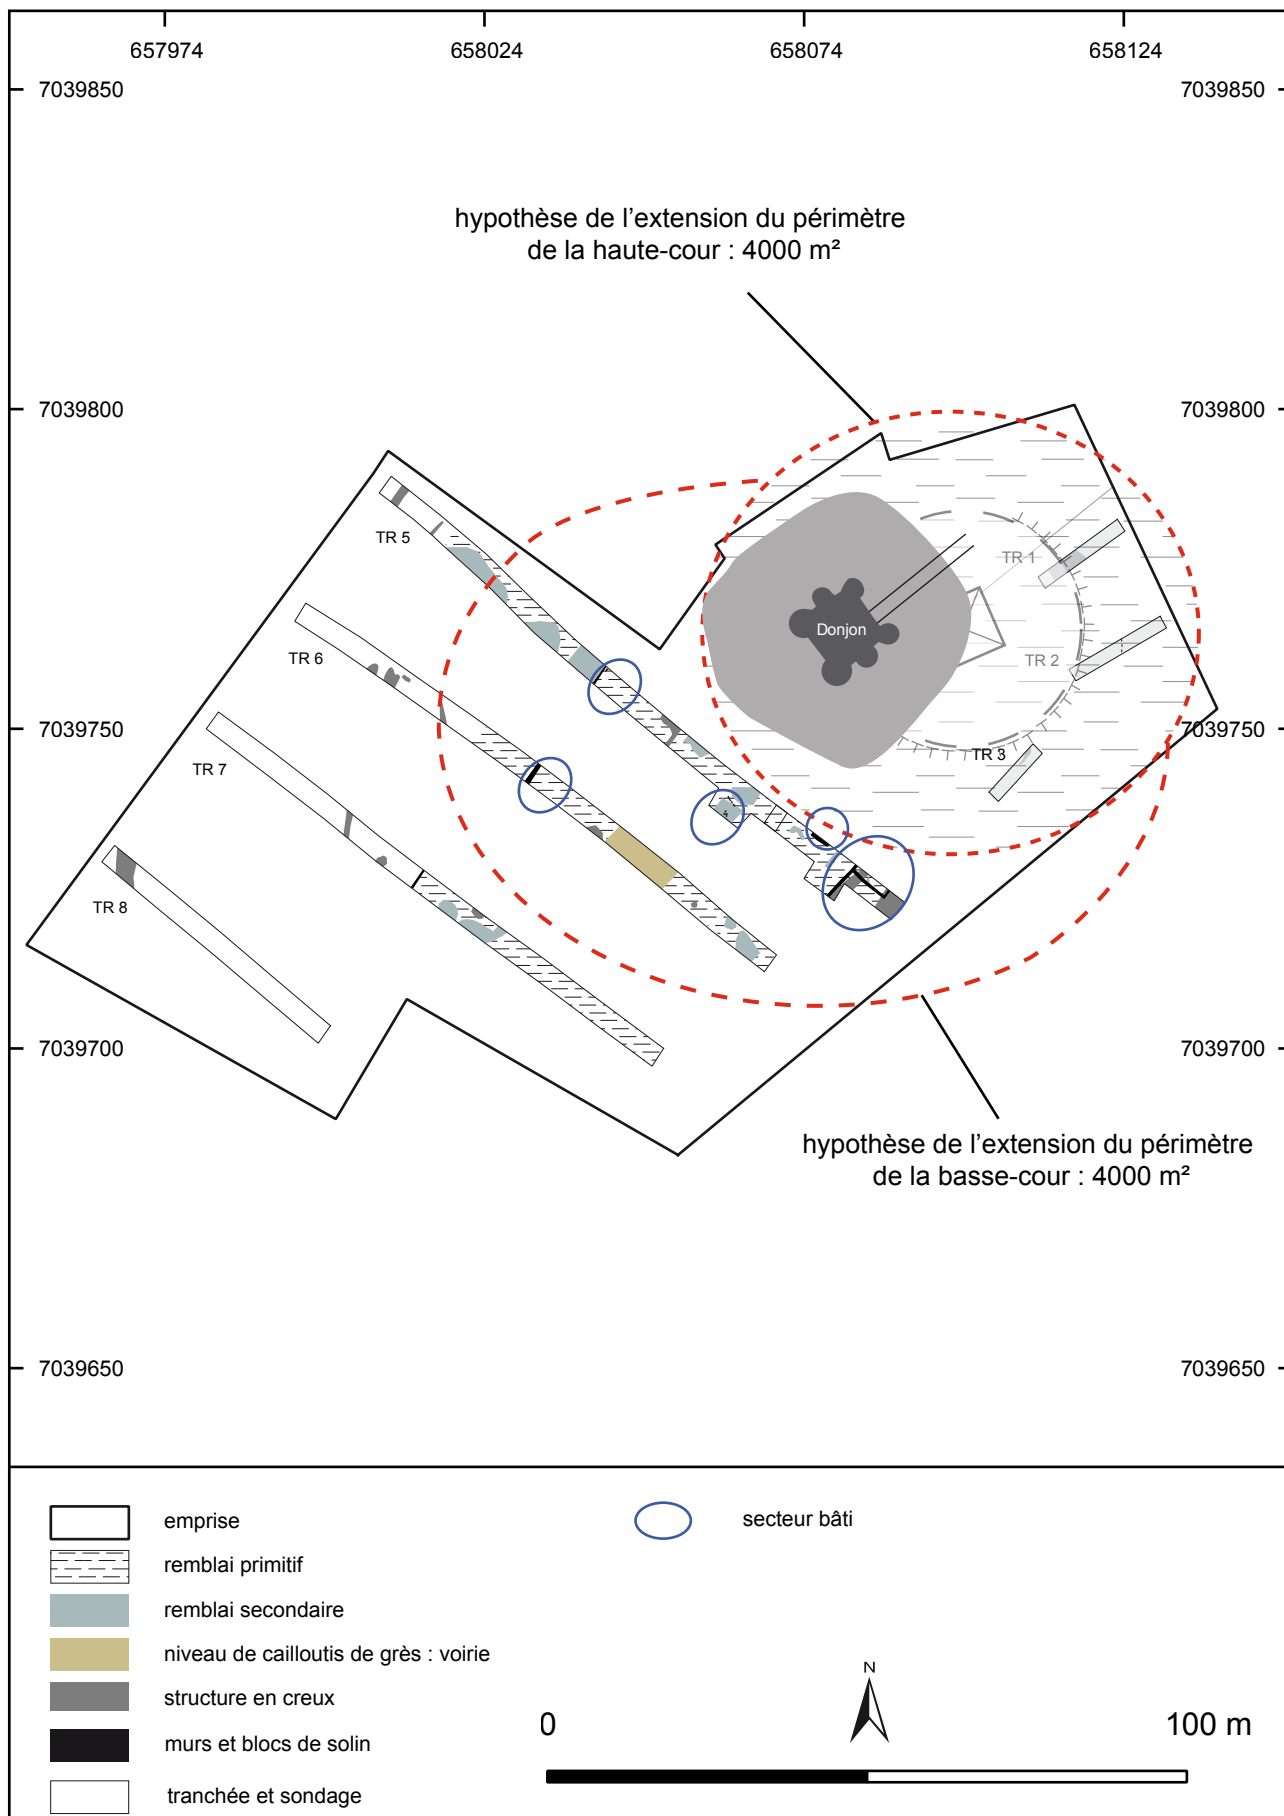 657974 658024 658074 658124
7039850 7039850
hypothèse de l’extension du périmètre
de la haute-cour : 4000 m²
7039800 7039800
TR 5
TR 1
Donjon
TR 6
TR 2
7039750 7039750
TR 3
TR 7
4
TR 8
7039700 7039700
hypothèse de l’extension du périmètre
de la basse-cour : 4000 m²
7039650 7039650
emprise
secteur bâti
remblai primitif
remblai secondaire
niveau de cailloutis de grès : voirie
structure en creux
murs et blocs de solin
tranchée et sondage
N
0 100 m